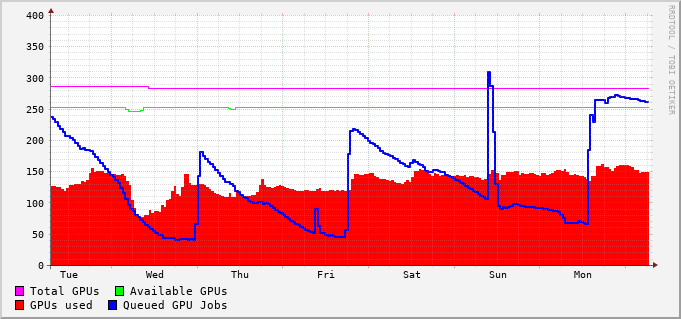 400
350
300
250
200
150
100
50
0
Tue Wed Thu Fri Sat Sun Mon
Total GPUs Available GPUs
GPUs used Queued GPU Jobs
RRDTOOL / TOBI OETIKER